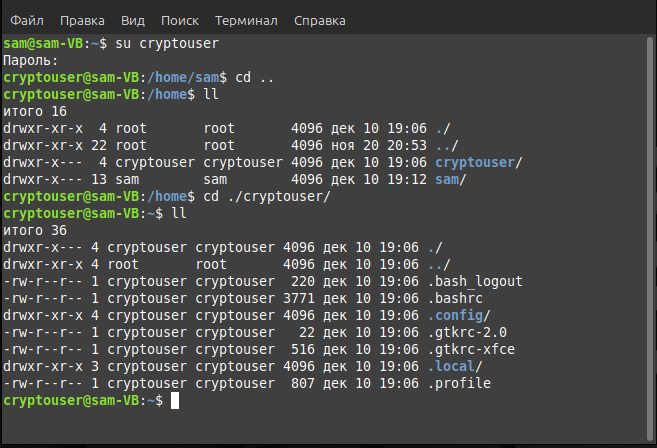 Файл Правка Вид Поиск Терминал Справка
sam@sam-VB:~$ su cryptouser
Пароль:
cryptouser@sam-VB:/home/sam$ cd ..
cryptouser@sam-VB:/home$ ll
итого 16
drwxr-xr-x  4 root       root       4096 дек 10 19:06 ./
drwxr-xr-x 22 root       root       4096 ноя 20 20:53 ../
drwxr-x---  4 cryptouser cryptouser 4096 дек 10 19:06 cryptouser/
drwxr-x--- 13 sam        sam        4096 дек 10 19:12 sam/
cryptouser@sam-VB:/home$ cd ./cryptouser/
cryptouser@sam-VB:~$ ll
итого 36
drwxr-x--- 4 cryptouser cryptouser 4096 дек 10 19:06 ./
drwxr-xr-x 4 root       root       4096 дек 10 19:06 ../
-rw-r--r-- 1 cryptouser cryptouser  220 дек 10 19:06 .bash_logout
-rw-r--r-- 1 cryptouser cryptouser 3771 дек 10 19:06 .bashrc
drwxr-xr-x 4 cryptouser cryptouser 4096 дек 10 19:06 .config/
-rw-r--r-- 1 cryptouser cryptouser   22 дек 10 19:06 .gtkrc-2.0
-rw-r--r-- 1 cryptouser cryptouser  516 дек 10 19:06 .gtkrc-xfce
drwxr-xr-x 3 cryptouser cryptouser 4096 дек 10 19:06 .local/
-rw-r--r-- 1 cryptouser cryptouser  807 дек 10 19:06 .profile
cryptouser@sam-VB:~$